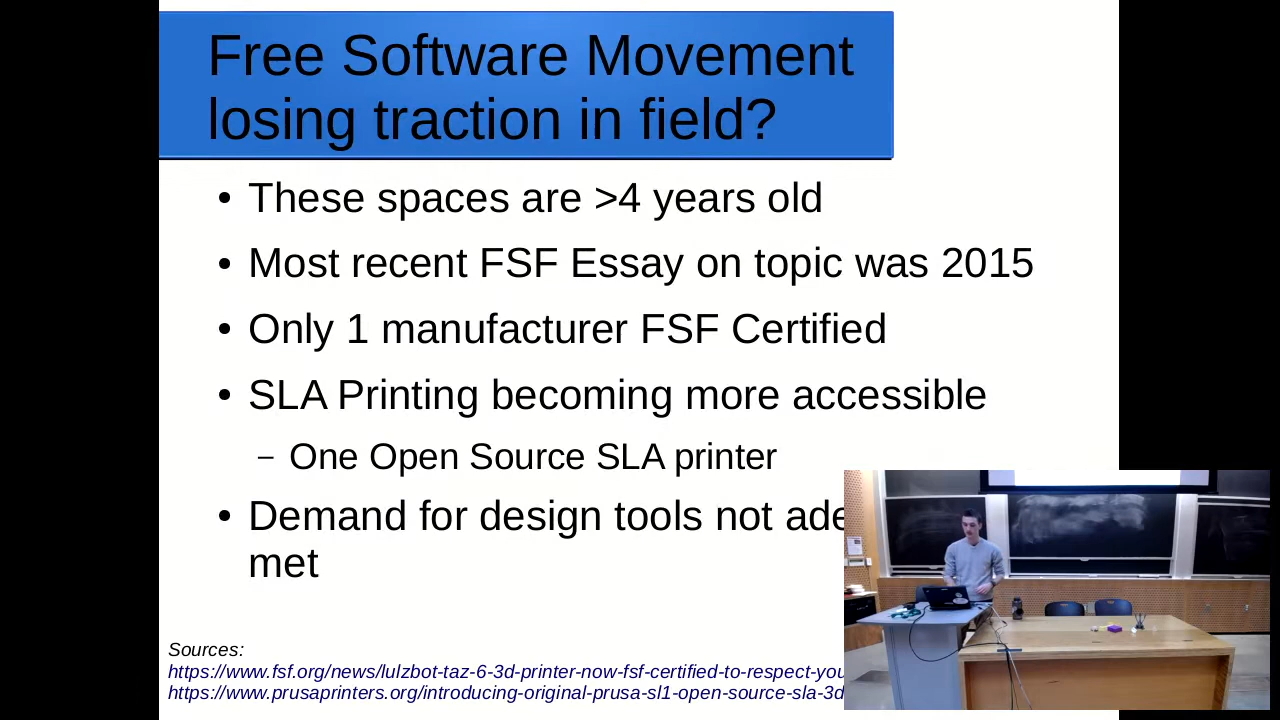 Free Software Movement
losing traction in field?
• These spaces are >4 years old
• Most recent FSF Essay on topic was 2015
• Only 1 manufacturer FSF Certified
• SLA Printing becoming more accessible
– One Open Source SLA printer
• Demand for design tools not
met
Sources:
https://www.fsf.org/news/lulzbot-taz-6-3d-printer-now-fsf-certified-to-respect-you
https://www.prusaprinters.org/introducing-original-prusa-sl1-open-source-sla-3d